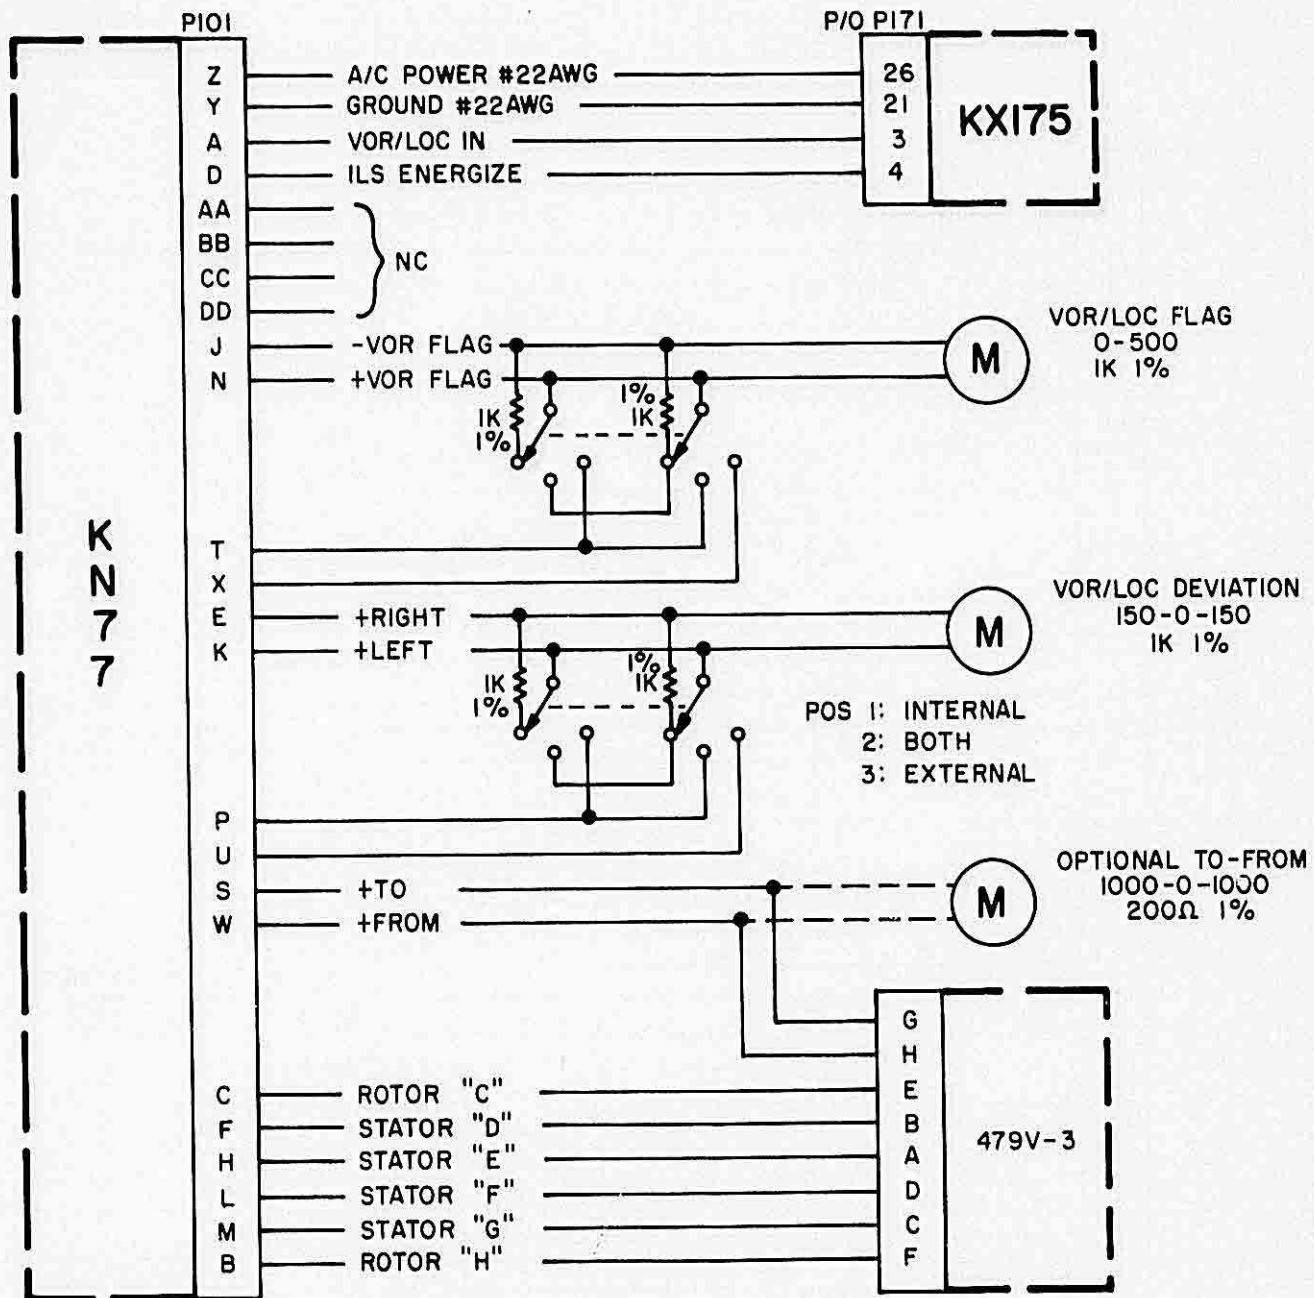 P101
P/O P171
Z A/C POWER #22AWG 26
Y GROUND #22AWG 21
KX175
A VOR/LOC IN 3
D ILS ENERGIZE 4
AA
BB
NC
CC
DD
J -VOR FLAG
N +VOR FLAG
M
VOR/LOC FLAG
0-500
1K 1%
1K
1%
1%
1K
KN77
T
X
E +RIGHT
K +LEFT
M
VOR/LOC DEVIATION
150-0-150
1K 1%
1K
1%
1%
1K
POS 1: INTERNAL
2: BOTH
3: EXTERNAL
P
U
S +TO
W +FROM
M
OPTIONAL TO-FROM
1000-0-1000
200Ω 1%
G
H
C ROTOR "C" E
F STATOR "D" B
H STATOR "E" A
479V-3
L STATOR "F" D
M STATOR "G" C
B ROTOR "H" F